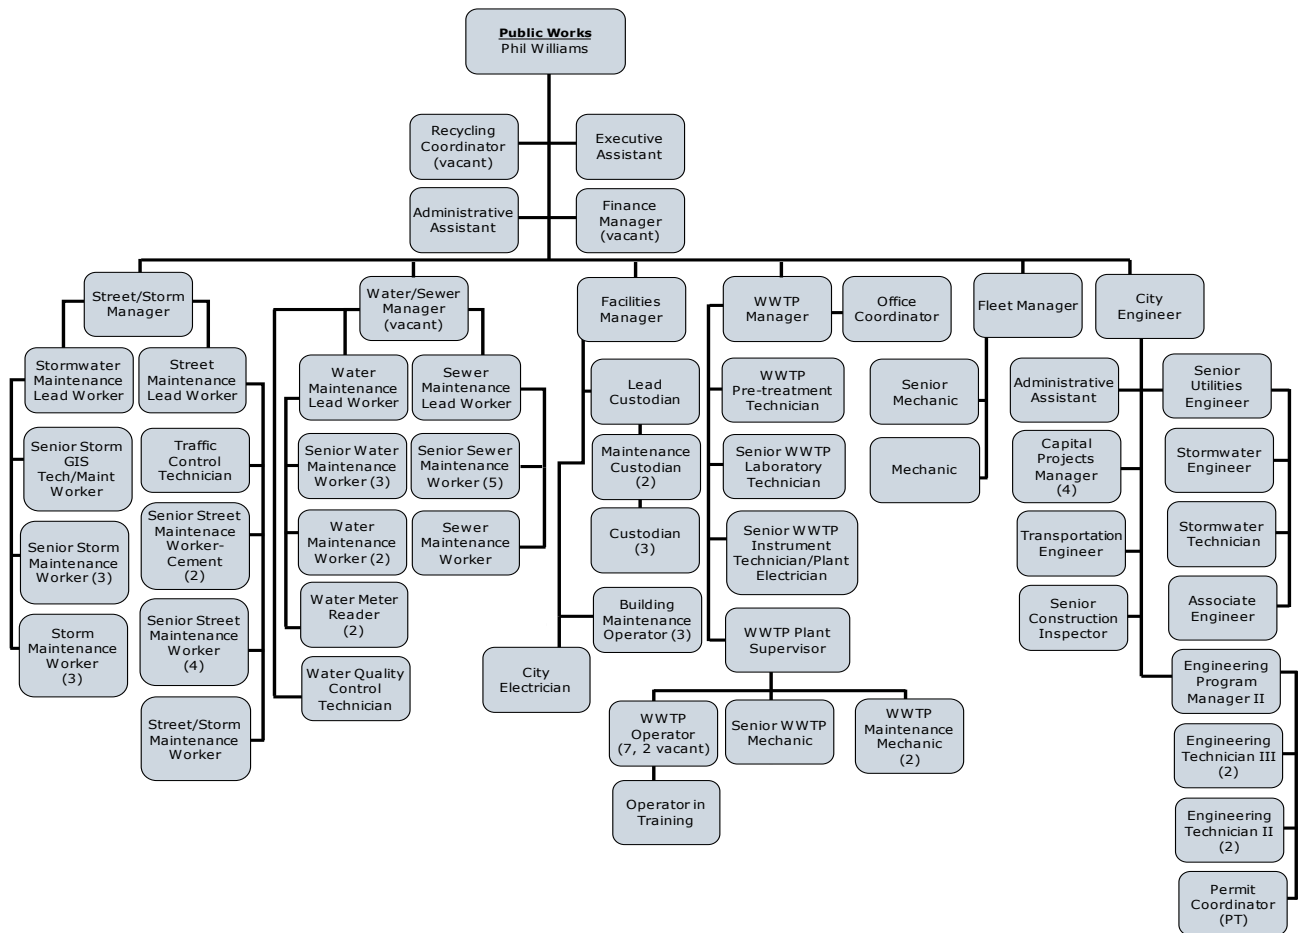 Public Works
Phil Williams
Recycling
Coordinator
(vacant)
Executive
Assistant
Administrative
Assistant
Finance
Manager
(vacant)
Street/Storm
Manager
Water/Sewer
Manager
(vacant)
Facilities
Manager
WWTP
Manager
Office
Coordinator
Fleet Manager
City
Engineer
Stormwater
Maintenance
Lead Worker
Street
Maintenance
Lead Worker
Senior Storm
GIS
Tech/Maint
Worker
Traffic
Control
Technician
Senior Storm
Maintenance
Worker (3)
Senior Street
Maintenace
Worker-
Cement
(2)
Storm
Maintenance
Worker
(3)
Senior Street
Maintenance
Worker
(4)
Street/Storm
Maintenance
Worker
Water
Maintenance
Lead Worker
Sewer
Maintenance
Lead Worker
Senior Water
Maintenance
Worker (3)
Senior Sewer
Maintenance
Worker (5)
Water
Maintenance
Worker (2)
Sewer
Maintenance
Worker
Water Meter
Reader
(2)
Water Quality
Control
Technician
Lead
Custodian
Maintenance
Custodian
(2)
Custodian
(3)
Building
Maintenance
Operator (3)
City
Electrician
WWTP
Pre-treatment
Technician
Senior WWTP
Laboratory
Technician
Senior WWTP
Instrument
Technician/Plant
Electrician
WWTP Plant
Supervisor
WWTP
Operator
(7, 2 vacant)
Senior WWTP
Mechanic
WWTP
Maintenance
Mechanic
(2)
Operator in
Training
Senior
Mechanic
Mechanic
Administrative
Assistant
Senior
Utilities
Engineer
Capital
Projects
Manager
(4)
Stormwater
Engineer
Transportation
Engineer
Stormwater
Technician
Senior
Construction
Inspector
Associate
Engineer
Engineering
Program
Manager II
Engineering
Technician III
(2)
Engineering
Technician II
(2)
Permit
Coordinator
(PT)